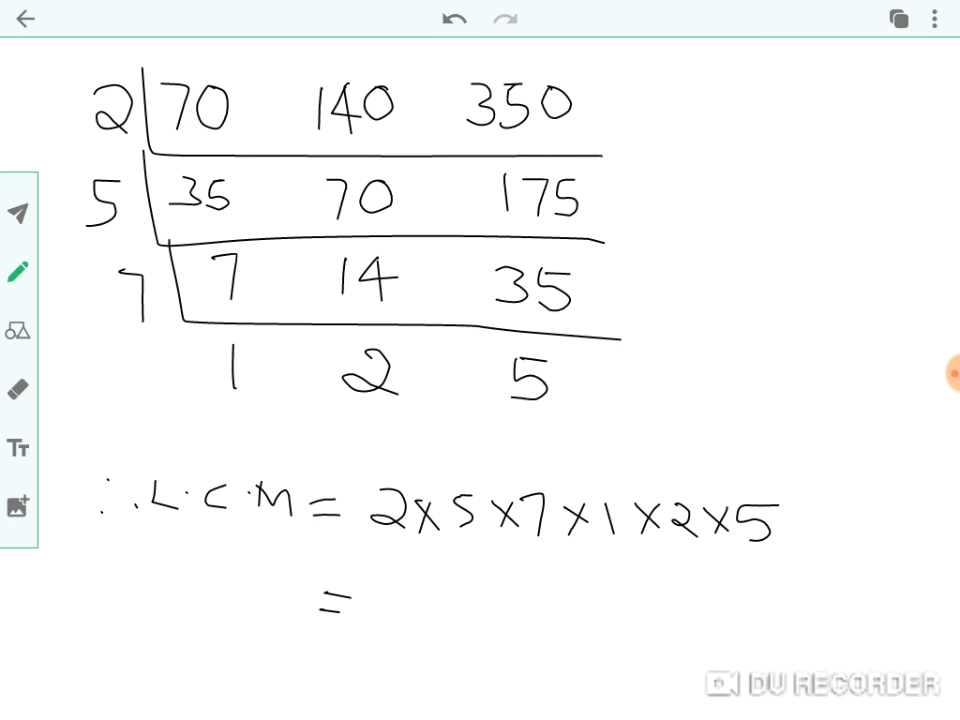 2 70 140 350
5 35 70 175
7 7 14 35
1 2 5
∴ L.C.M = 2×5×7×1×2×5
=
TT
DU RECORDER